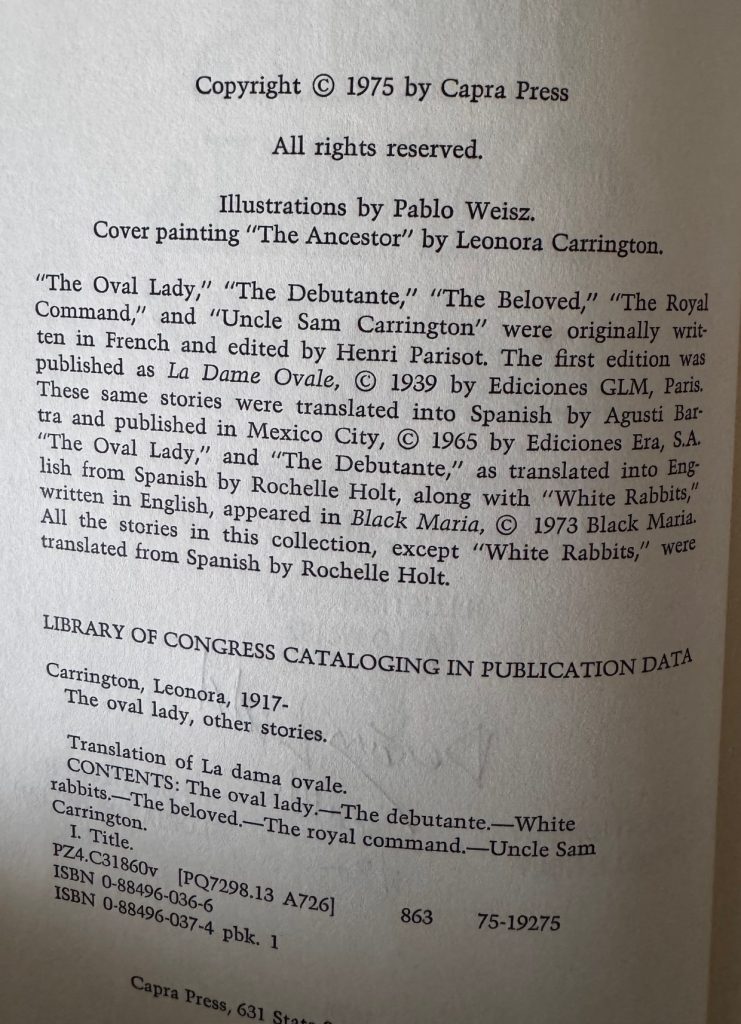 Copyright © 1975 by Capra Press
All rights reserved.
Illustrations by Pablo Weisz.
Cover painting "The Ancestor" by Leonora Carrington.
"The Oval Lady," "The Debutante," "The Beloved," "The Royal
Command," and "Uncle Sam Carrington" were originally writ-
ten in French and edited by Henri Parisot. The first edition was
published as La Dame Ovale, © 1939 by Ediciones GLM, Paris.
These same stories were translated into Spanish by Agusti Bar-
tra and published in Mexico City, © 1965 by Ediciones Era, S.A.
"The Oval Lady," and "The Debutante," as translated into Eng-
lish from Spanish by Rochelle Holt, along with "White Rabbits,"
written in English, appeared in Black Maria, © 1973 Black Maria.
All the stories in this collection, except "White Rabbits," were
translated from Spanish by Rochelle Holt.
LIBRARY OF CONGRESS CATALOGING IN PUBLICATION DATA
Carrington, Leonora, 1917-
The oval lady, other stories.
Translation of La dama ovale.
CONTENTS: The oval lady.—The debutante.—White
rabbits.—The beloved.—The royal command.—Uncle Sam
Carrington.
I. Title.
PZ4.C31860v [PQ7298.13 A726] 863 75-19275
ISBN 0-88496-036-6
ISBN 0-88496-037-4 pbk. 1
Capra Press, 631 State